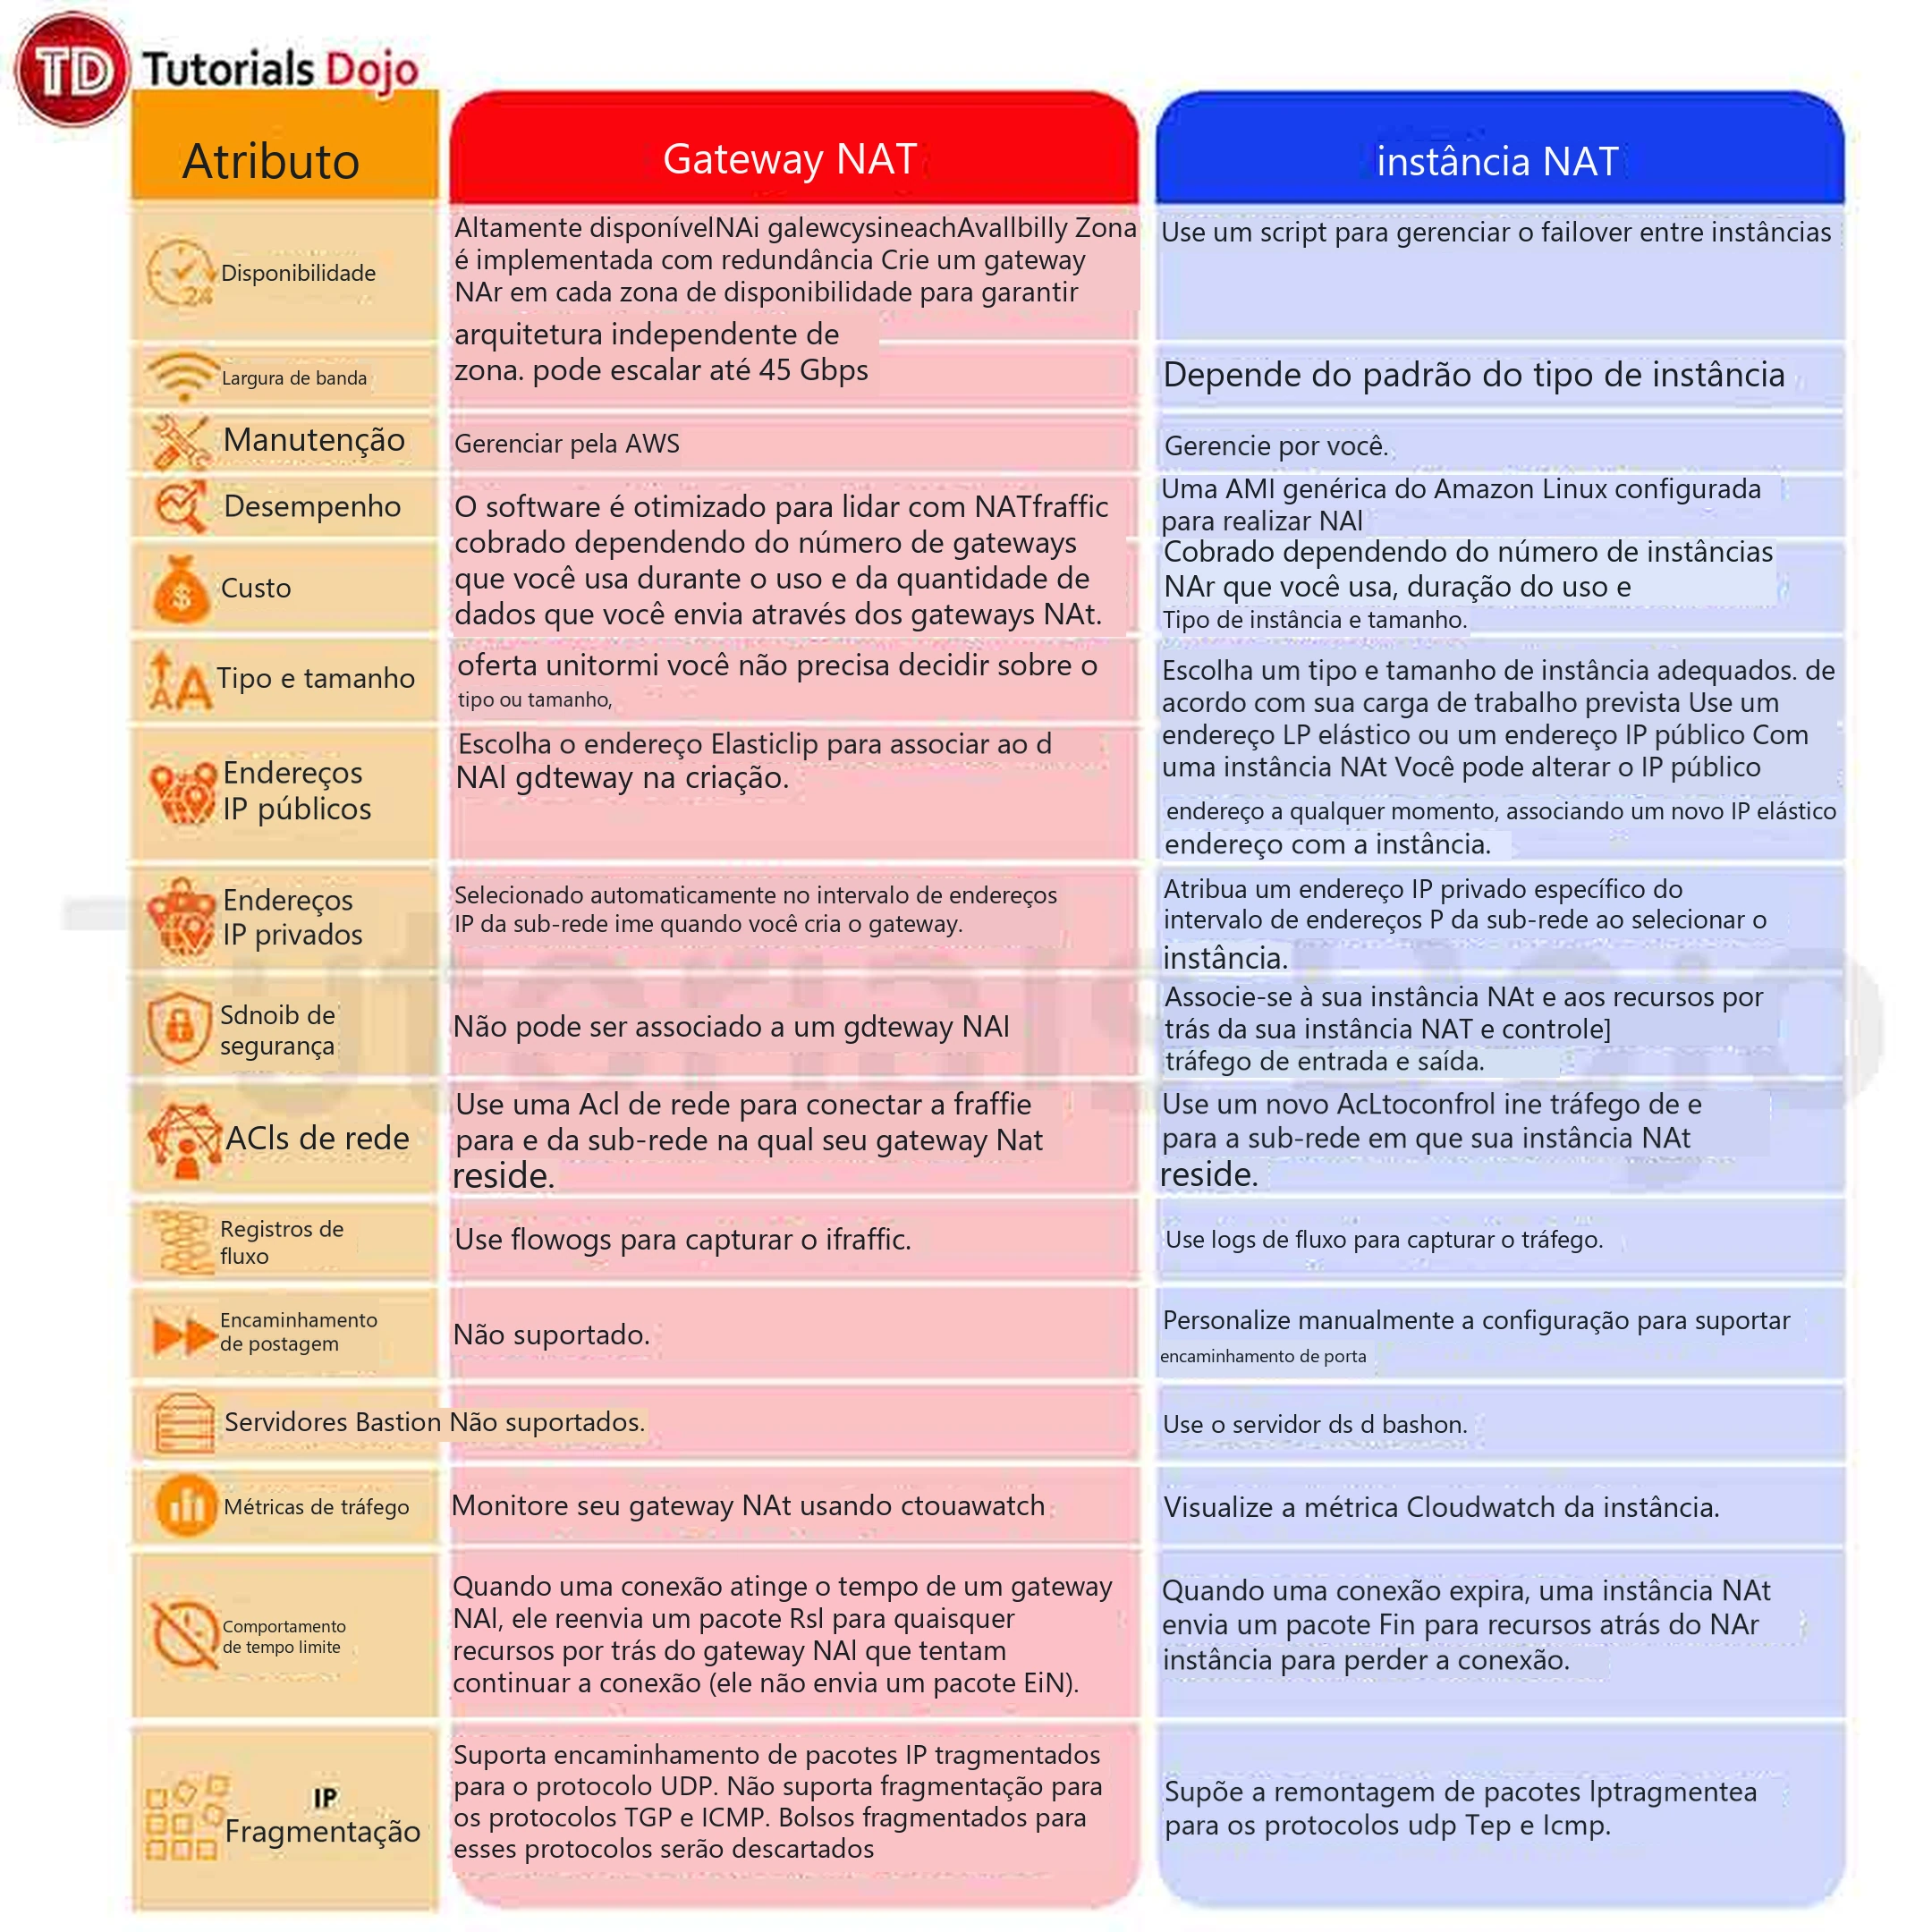 TD Tutorials Dojo
Atributo
Gateway NAT
instância NAT
Disponibilidade
Altamente disponívelNAi galewcysineachAvallbilly Zona
é implementada com redundância Crie um gateway
NAr em cada zona de disponibilidade para garantir
arquitetura independente de
zona. pode escalar até 45 Gbps
Use um script para gerenciar o failover entre instâncias
Largura de banda
Depende do padrão do tipo de instância
Manutenção
Gerenciar pela AWS
Gerencie por você.
Desempenho
O software é otimizado para lidar com NATfraffic
cobrado dependendo do número de gateways
que você usa durante o uso e da quantidade de
dados que você envia através dos gateways NAt.
Uma AMI genérica do Amazon Linux configurada
para realizar NAl
Custo
Cobrado dependendo do número de instâncias
NAr que você usa, duração do uso e
Tipo de instância e tamanho.
Tipo e tamanho
oferta unitormi você não precisa decidir sobre o
tipo ou tamanho,
Escolha um tipo e tamanho de instância adequados. de
acordo com sua carga de trabalho prevista Use um
endereço LP elástico ou um endereço IP público Com
uma instância NAt Você pode alterar o IP público
endereço a qualquer momento, associando um novo IP elástico
endereço com a instância.
Endereços
IP públicos
Escolha o endereço Elasticlip para associar ao d
NAl gdteway na criação.
Endereços
IP privados
Selecionado automaticamente no intervalo de endereços
IP da sub-rede ime quando você cria o gateway.
Atribua um endereço IP privado específico do
intervalo de endereços P da sub-rede ao selecionar o
instância.
Sdnoib de
segurança
Não pode ser associado a um gdteway NAl
Associe-se à sua instância NAt e aos recursos por
trás da sua instância NAT e controle]
tráfego de entrada e saída.
ACls de rede
Use uma Acl de rede para conectar a fraffie
para e da sub-rede na qual seu gateway Nat
reside.
Use um novo AcLtoconfrol ine tráfego de e
para a sub-rede em que sua instância NAt
reside.
Registros de
fluxo
Use flowogs para capturar o ifraffic.
Use logs de fluxo para capturar o tráfego.
Encaminhamento
de postagem
Não suportado.
Personalize manualmente a configuração para suportar
encaminhamento de porta
Servidores Bastion Não suportados.
Use o servidor ds d bashon.
Métricas de tráfego
Monitore seu gateway NAt usando ctouawatch
Visualize a métrica Cloudwatch da instância.
Comportamento
de tempo limite
Quando uma conexão atinge o tempo de um gateway
NAl, ele reenvia um pacote Rsl para quaisquer
recursos por trás do gateway NAl que tentam
continuar a conexão (ele não envia um pacote EiN).
Quando uma conexão expira, uma instância NAt
envia um pacote Fin para recursos atrás do NAr
instância para perder a conexão.
IP
Fragmentação
Suporta encaminhamento de pacotes IP tragmentados
para o protocolo UDP. Não suporta fragmentação para
os protocolos TGP e ICMP. Bolsos fragmentados para
esses protocolos serão descartados
Supõe a remontagem de pacotes lptragmentea
para os protocolos udp Tep e Icmp.
Tutorials Dojo